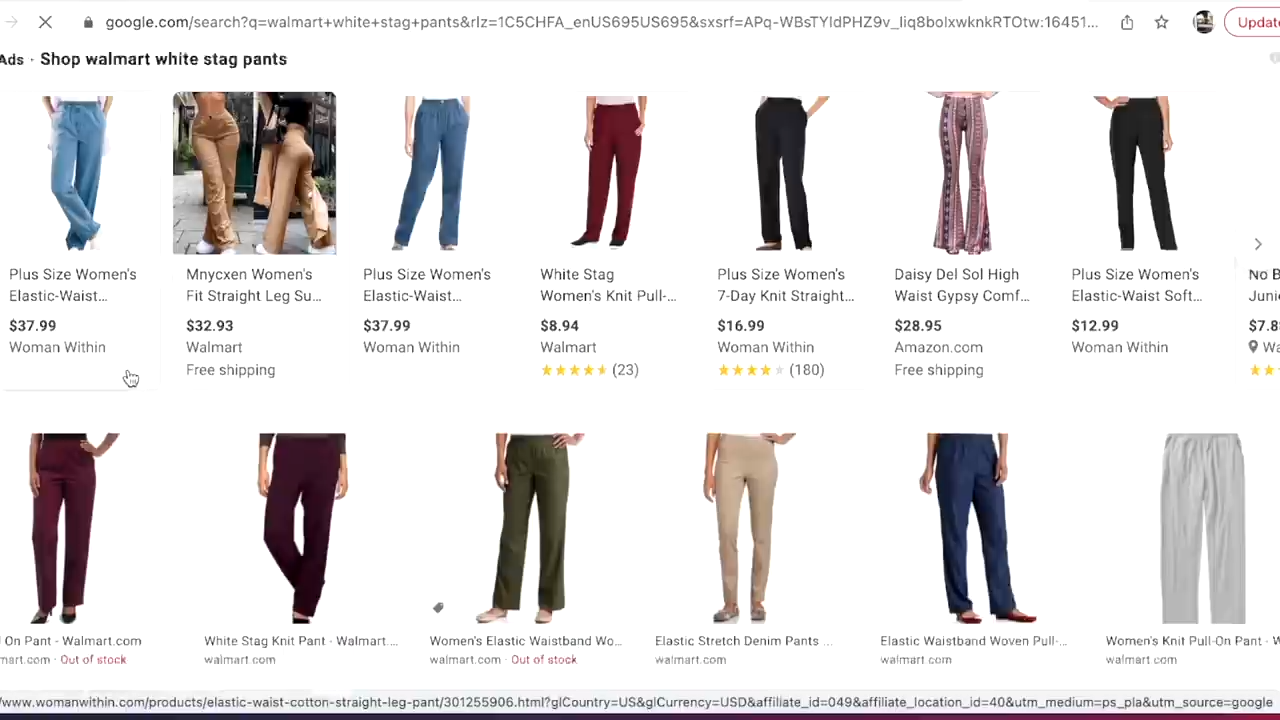 google.com/search?q=walmart+white+stag+pants&rlz=1C5CHFA_enUS695US695&sxsrf=APq-WBsTYldPHZ9v_liq8bolxwknkRTOtw:16451...
Update
Ads · Shop walmart white stag pants
Plus Size Women's
Elastic-Waist...
$37.99
Woman Within
Mnycxen Women's
Fit Straight Leg Su...
$32.93
Walmart
Free shipping
Plus Size Women's
Elastic-Waist...
$37.99
Woman Within
White Stag
Women's Knit Pull-...
$8.94
Walmart
(23)
Plus Size Women's
7-Day Knit Straight...
$16.99
Woman Within
(180)
Daisy Del Sol High
Waist Gypsy Comf...
$28.95
Amazon.com
Free shipping
Plus Size Women's
Elastic-Waist Soft...
$12.99
Woman Within
No B
Juni
$7.8
Wa
On Pant - Walmart.com
mart.com · Out of stock
White Stag Knit Pant - Walmart...
walmart.com
Women's Elastic Waistband Wo...
walmart.com · Out of stock
Elastic Stretch Denim Pants ...
walmart.com
Elastic Waistband Woven Pull-...
walmart.com
Women's Knit Pull-On Pant - W
walmart.com
/www.womanwithin.com/products/elastic-waist-cotton-straight-leg-pant/301255906.html?glCountry=US&glCurrency=USD&affiliate_id=049&affiliate_location_id=40&utm_medium=ps_pla&utm_source=google